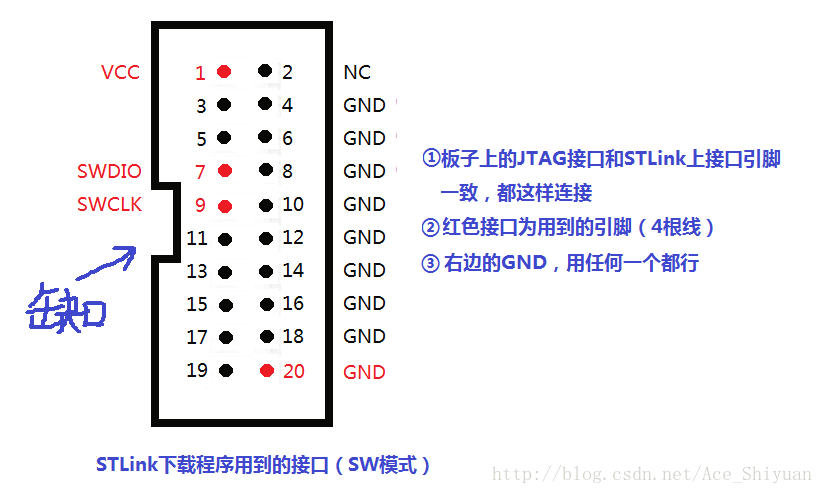 VCC 1 2 NC
3 4 GND
5 6 GND
SWDIO 7 8 GND
SWCLK 9 10 GND
11 12 GND
13 14 GND
15 16 GND
17 18 GND
19 20 GND
缺口
①板子上的JTAG接口和STLink上接口引脚
一致，都这样连接
②红色接口为用到的引脚（4根线）
③右边的GND，用任何一个都行
STLink下载程序用到的接口（SW模式）
http://blog.csdn.net/Ace_Shiyuan